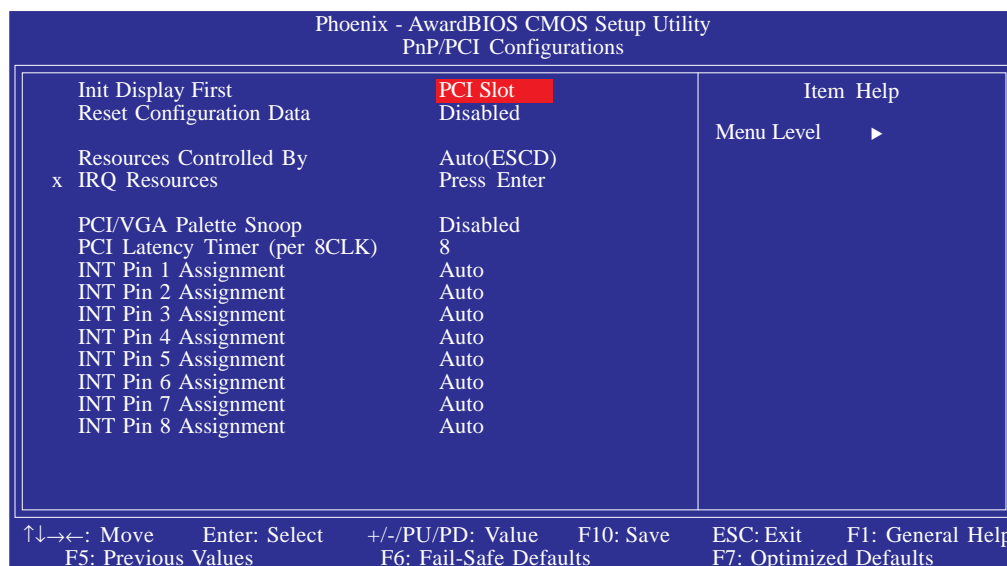 Phoenix - AwardBIOS CMOS Setup Utility
PnP/PCI Configurations
Init Display First PCI Slot
Reset Configuration Data Disabled
Resources Controlled By Auto(ESCD)
x IRQ Resources Press Enter
PCI/VGA Palette Snoop Disabled
PCI Latency Timer (per 8CLK) 8
INT Pin 1 Assignment Auto
INT Pin 2 Assignment Auto
INT Pin 3 Assignment Auto
INT Pin 4 Assignment Auto
INT Pin 5 Assignment Auto
INT Pin 6 Assignment Auto
INT Pin 7 Assignment Auto
INT Pin 8 Assignment Auto
Item Help
Menu Level ▶
↑↓→←: Move Enter: Select +/-/PU/PD: Value F10: Save ESC: Exit F1: General Help
F5: Previous Values F6: Fail-Safe Defaults F7: Optimized Defaults